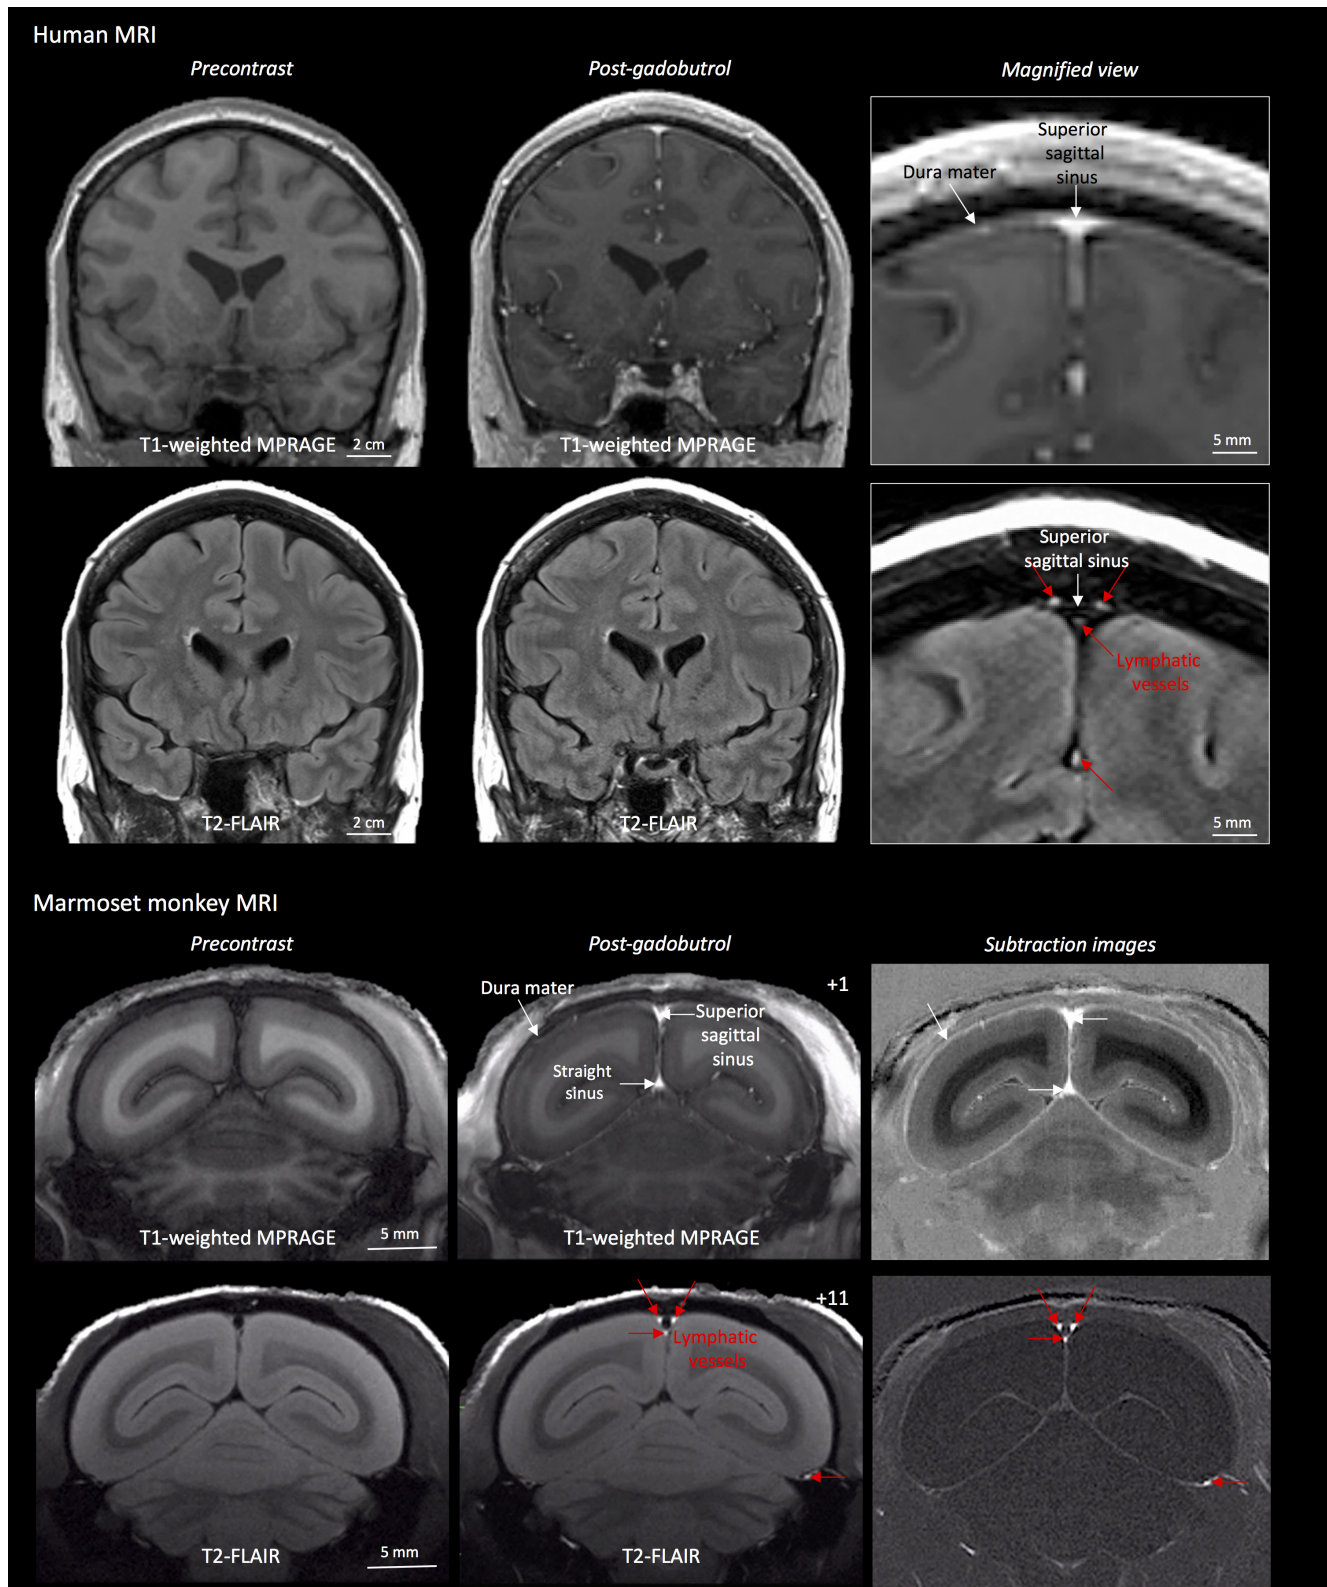 Human MRI
Precontrast
Post-gadobutrol
Magnified view
Superior
sagittal
sinus
Dura mater
T1-weighted MPRAGE
2 cm
T1-weighted MPRAGE
5 mm
Superior
sagittal sinus
Lymphatic
vessels
T2-FLAIR
2 cm
T2-FLAIR
5 mm
Marmoset monkey MRI
Precontrast
Post-gadobutrol
Subtraction images
Dura mater
+1
Superior
sagittal
sinus
Straight
sinus
T1-weighted MPRAGE
5 mm
T1-weighted MPRAGE
+11
Lymphatic
vessels
T2-FLAIR
5 mm
T2-FLAIR